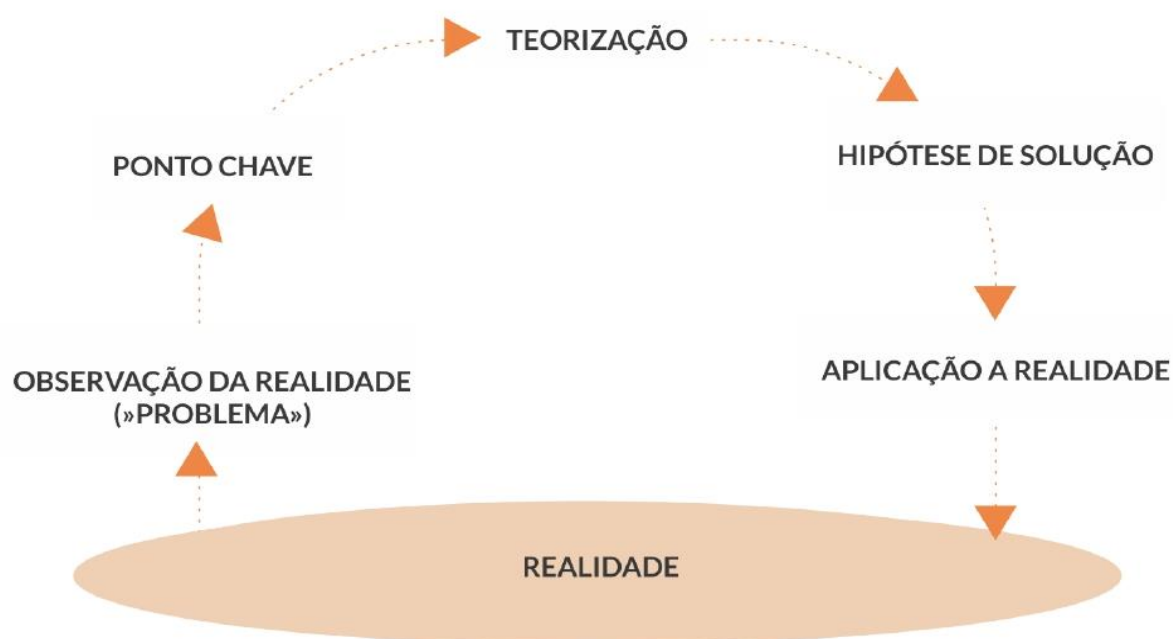 TEORIZAÇÃO
PONTO CHAVE
HIPÓTESE DE SOLUÇÃO
OBSERVAÇÃO DA REALIDADE
(»PROBLEMA»)
APLICAÇÃO A REALIDADE
REALIDADE